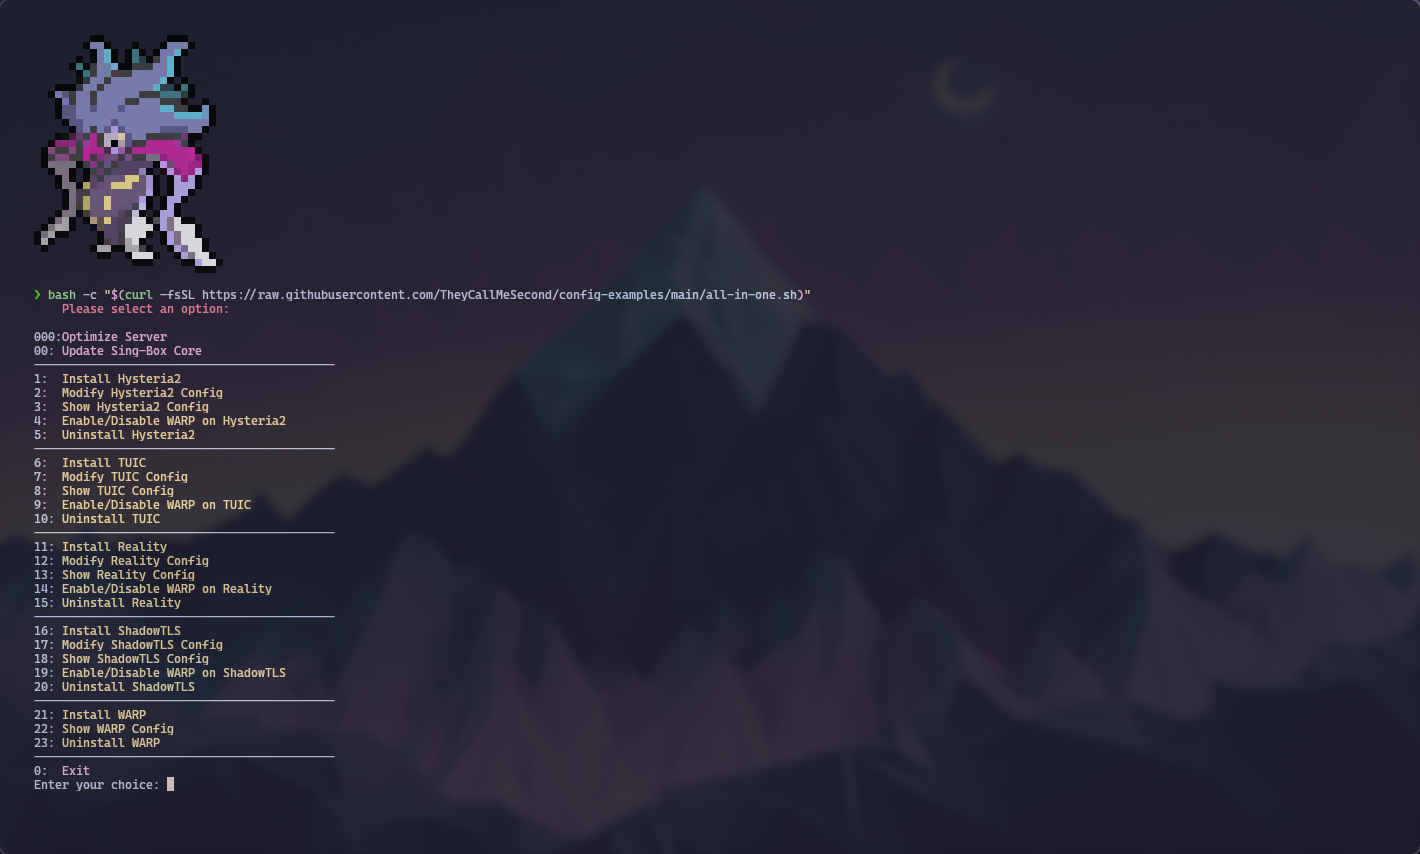 ❯ bash -c "$(curl -fsSL https://raw.githubusercontent.com/TheyCallMeSecond/config-examples/main/all-in-one.sh)"
Please select an option:
000:Optimize Server
00: Update Sing-Box Core
1: Install Hysteria2
2: Modify Hysteria2 Config
3: Show Hysteria2 Config
4: Enable/Disable WARP on Hysteria2
5: Uninstall Hysteria2
6: Install TUIC
7: Modify TUIC Config
8: Show TUIC Config
9: Enable/Disable WARP on TUIC
10: Uninstall TUIC
11: Install Reality
12: Modify Reality Config
13: Show Reality Config
14: Enable/Disable WARP on Reality
15: Uninstall Reality
16: Install ShadowTLS
17: Modify ShadowTLS Config
18: Show ShadowTLS Config
19: Enable/Disable WARP on ShadowTLS
20: Uninstall ShadowTLS
21: Install WARP
22: Show WARP Config
23: Uninstall WARP
0: Exit
Enter your choice: